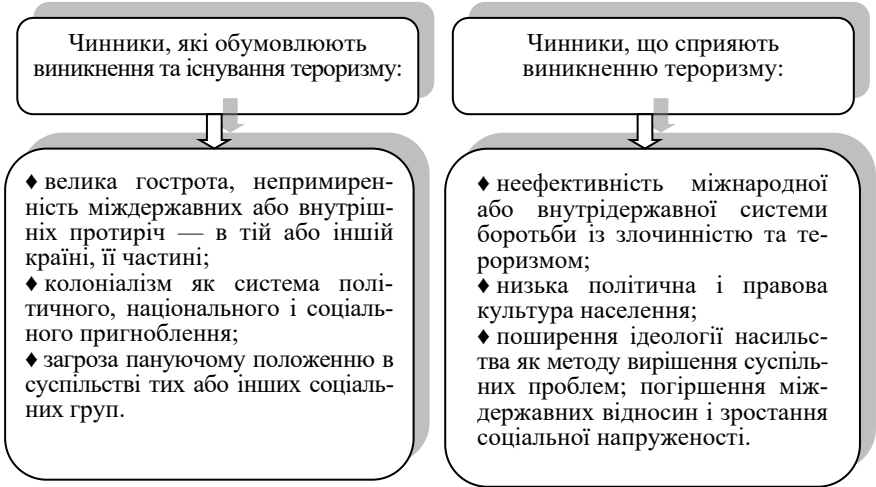 Чинники, які обумовлюють
виникнення та існування тероризму:
♦ велика гострота, непримирен-
ність міждержавних або внутріш-
ніх протиріч — в тій або іншій
країні, її частині;
♦ колоніалізм як система полі-
тичного, національного і соціаль-
ного пригноблення;
♦ загроза пануючому положенню в
суспільстві тих або інших соціаль-
них груп.
Чинники, що сприяють
виникненню тероризму:
♦ неефективність міжнародної
або внутрідержавної системи
боротьби із злочинністю та те-
роризмом;
♦ низька політична і правова
культура населення;
♦ поширення ідеології насильс-
тва як методу вирішення суспіль-
них проблем; погіршення між-
державних відносин і зростання
соціальної напруженості.